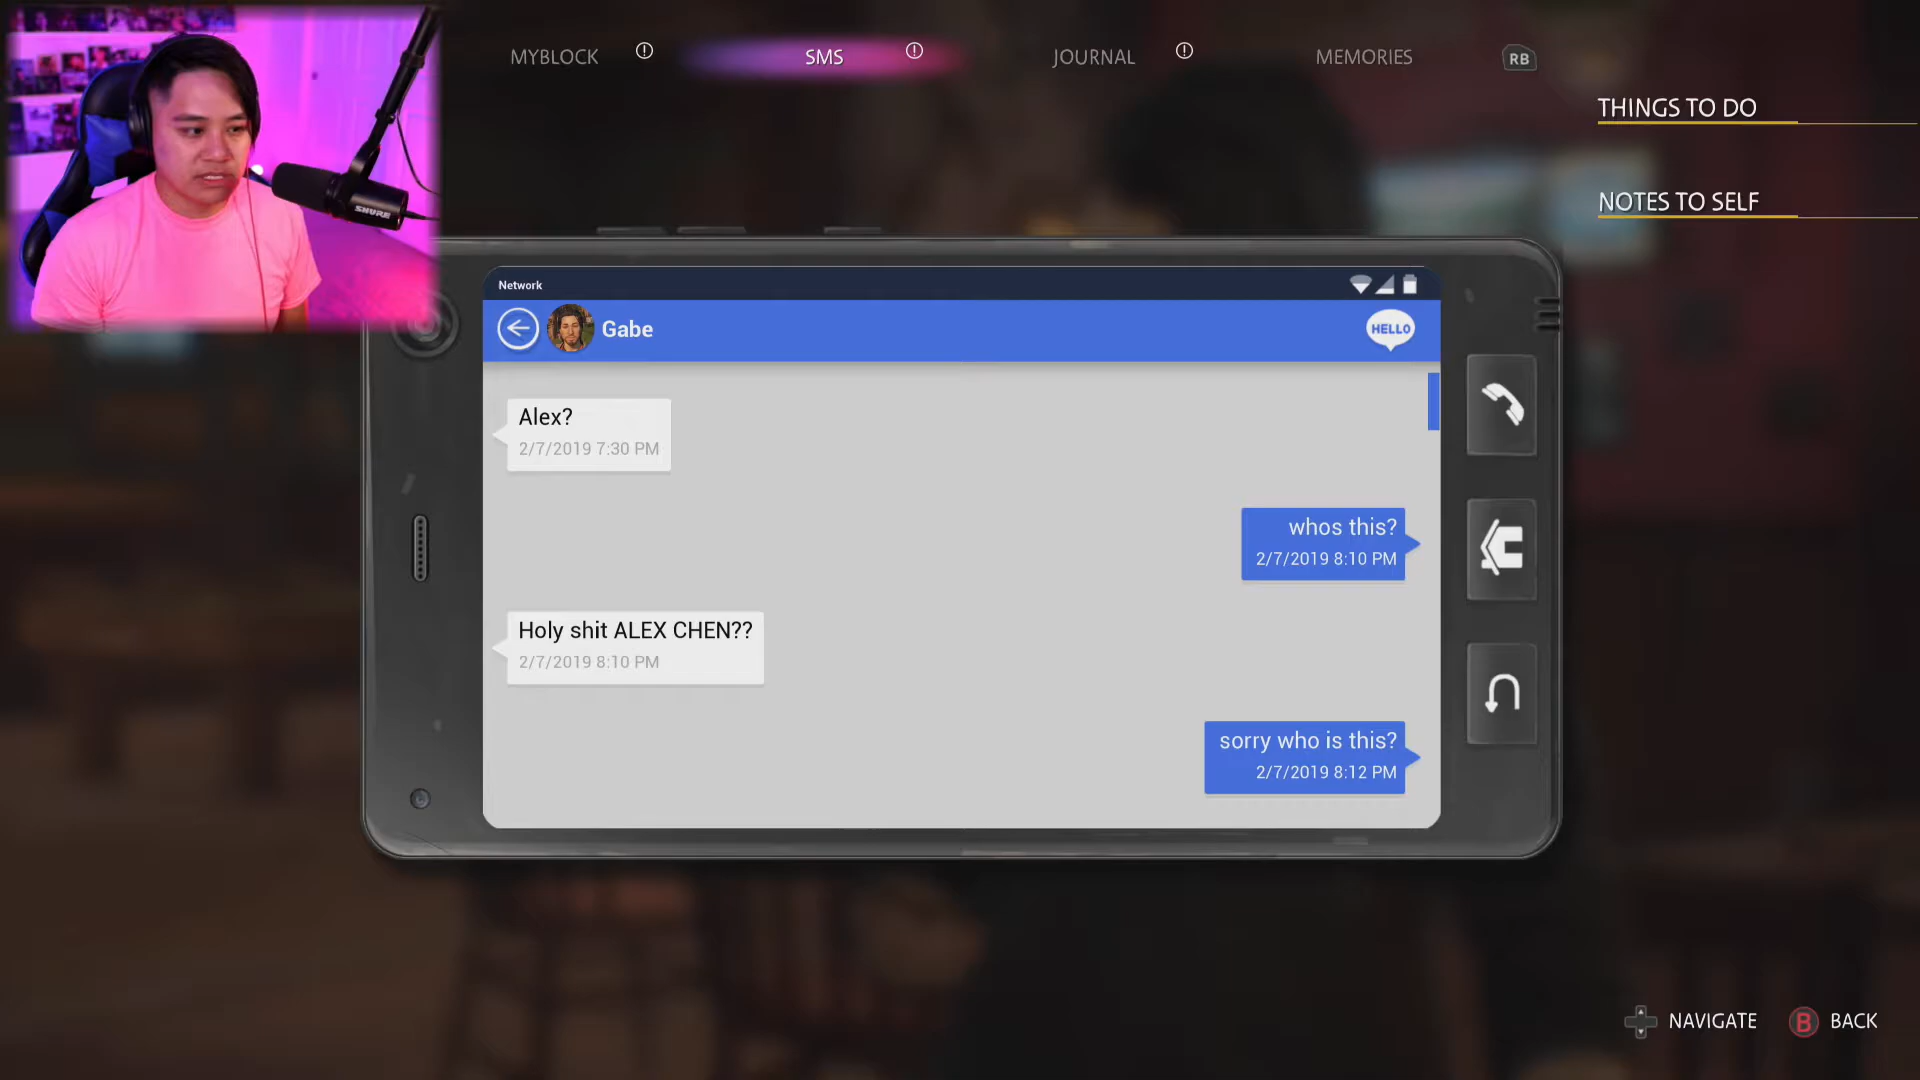 MYBLOCK
SMS
JOURNAL
MEMORIES
RB
THINGS TO DO
NOTES TO SELF
SHURE
Network
Gabe
HELLO
Alex?
2/7/2019 7:30 PM
whos this?
2/7/2019 8:10 PM
Holy shit ALEX CHEN??
2/7/2019 8:10 PM
sorry who is this?
2/7/2019 8:12 PM
NAVIGATE
B BACK